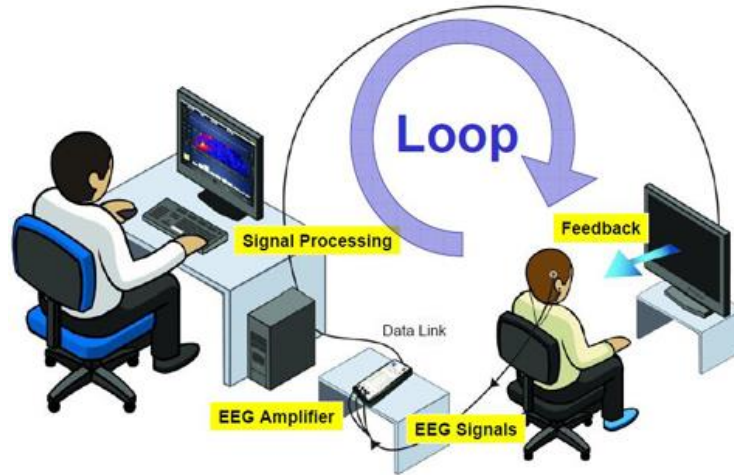 Loop
Signal Processing
Feedback
Data Link
EEG Amplifier
EEG Signals